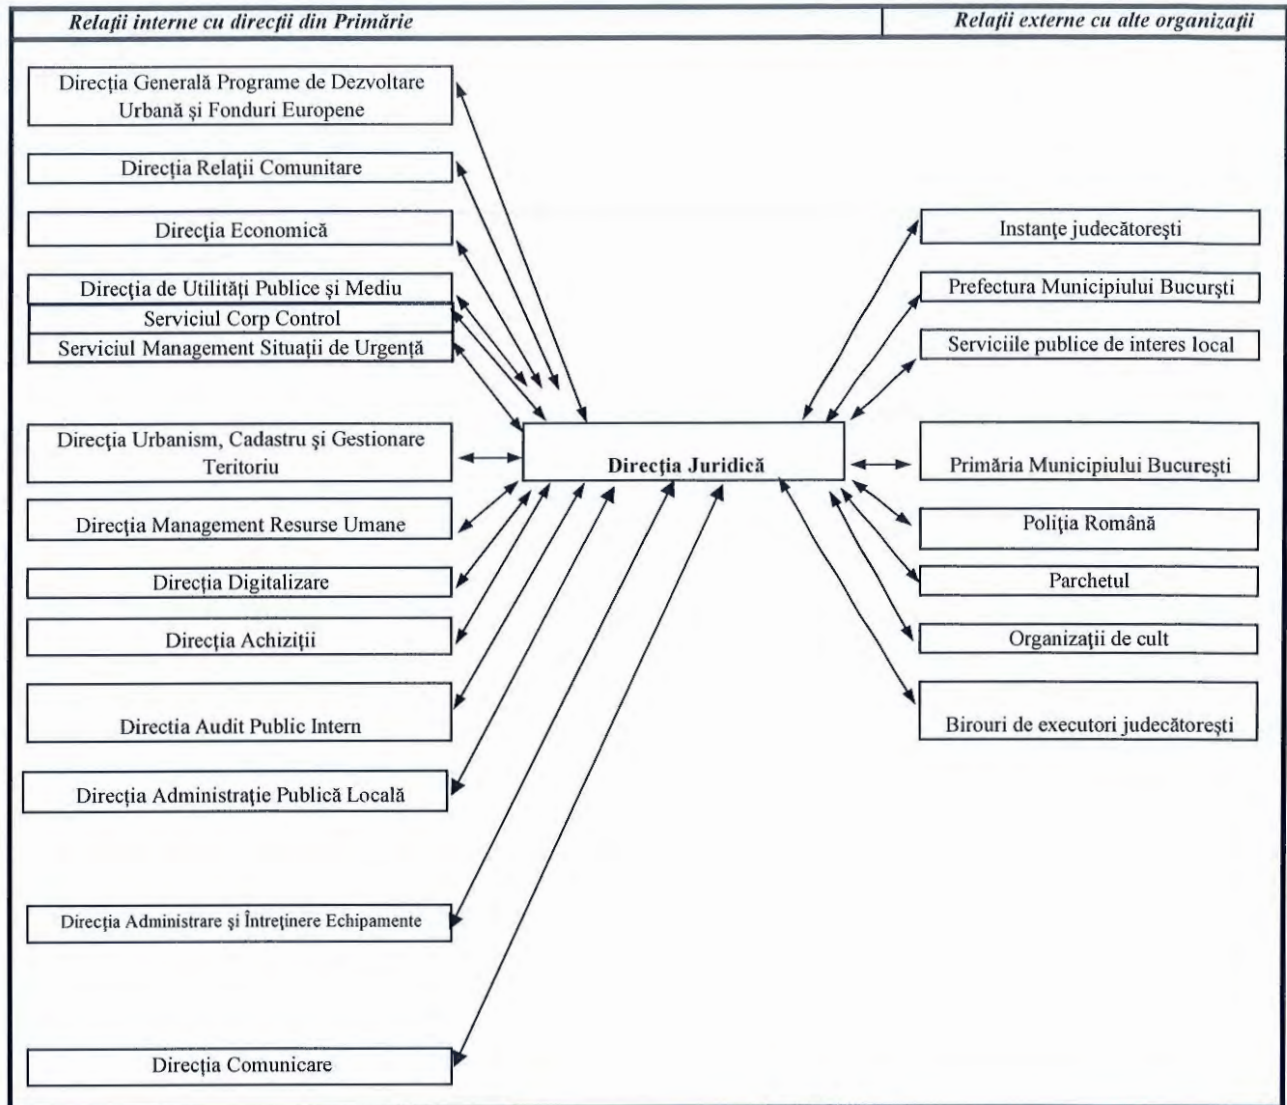 Relații interne cu direcții din Primărie
Relații externe cu alte organizații
Direcția Generală Programe de Dezvoltare
Urbană și Fonduri Europene
Direcția Relații Comunitare
Direcția Economică
Direcția de Utilități Publice și Mediu
Serviciul Corp Control
Serviciul Management Situații de Urgență
Direcția Urbanism, Cadastru și Gestionare
Teritoriu
Direcția Management Resurse Umane
Direcția Digitalizare
Direcția Achiziții
Directia Audit Public Intern
Direcția Administrație Publică Locală
Direcția Administrare și Întreținere Echipamente
Direcția Comunicare
Direcția Juridică
Instanțe judecătorești
Prefectura Municipiului Bucurști
Serviciile publice de interes local
Primăria Municipiului București
Poliția Română
Parchetul
Organizații de cult
Birouri de executori judecătorești